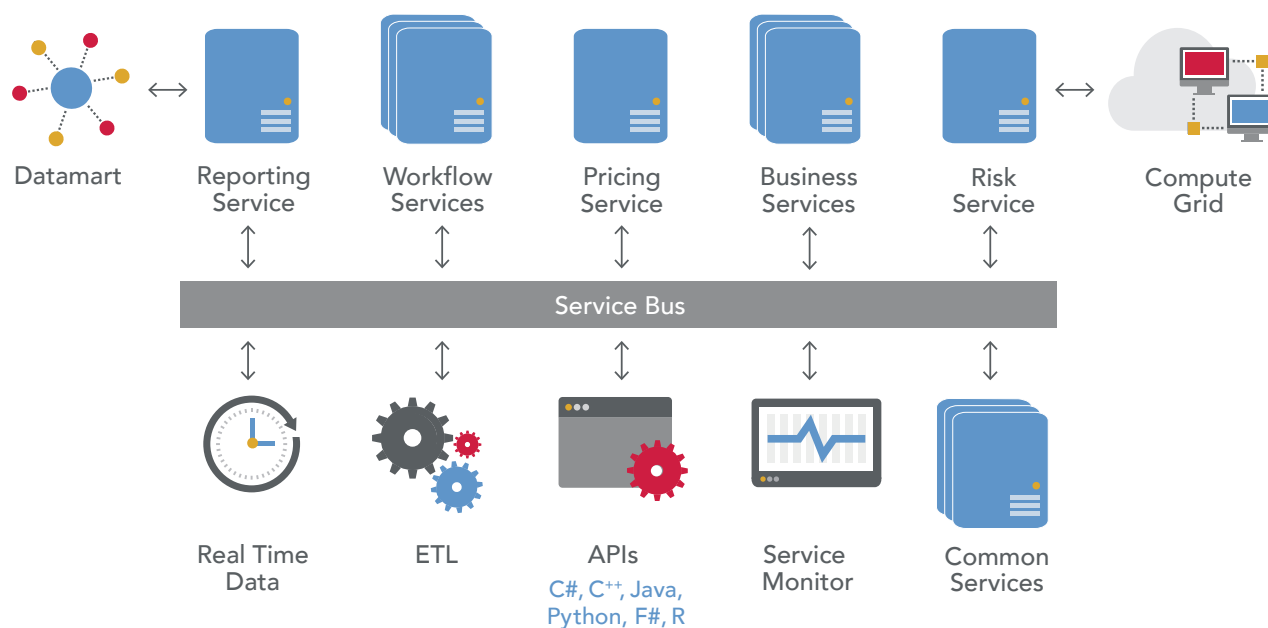 Datamart
Reporting
Service
Workflow
Services
Pricing
Service
Business
Services
Risk
Service
Compute
Grid
Service Bus
Real Time
Data
ETL
APIs
C#, C++, Java,
Python, F#, R
Service
Monitor
Common
Services